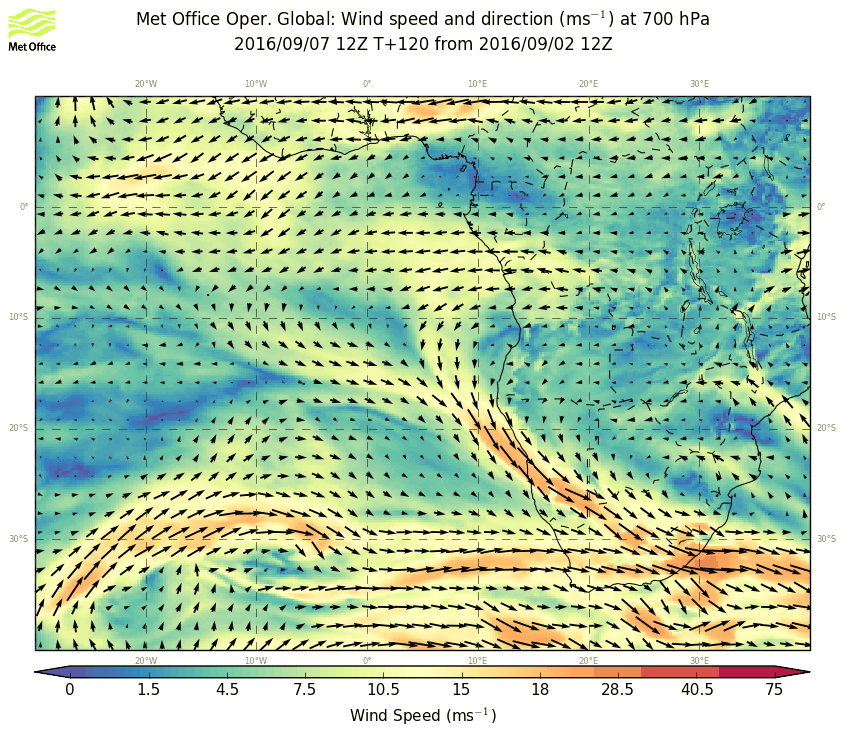 Met Office Oper. Global: Wind speed and direction (ms⁻¹) at 700 hPa
2016/09/07 12Z T+120 from 2016/09/02 12Z
Met Office
20°W 10°W 0° 10°E 20°E 30°E
0° 0°
10°S 10°S
20°S 20°S
30°S 30°S
20°W 10°W 0° 10°E 20°E 30°E
0 1.5 4.5 7.5 10.5 15 18 28.5 40.5 75
Wind Speed (ms⁻¹)